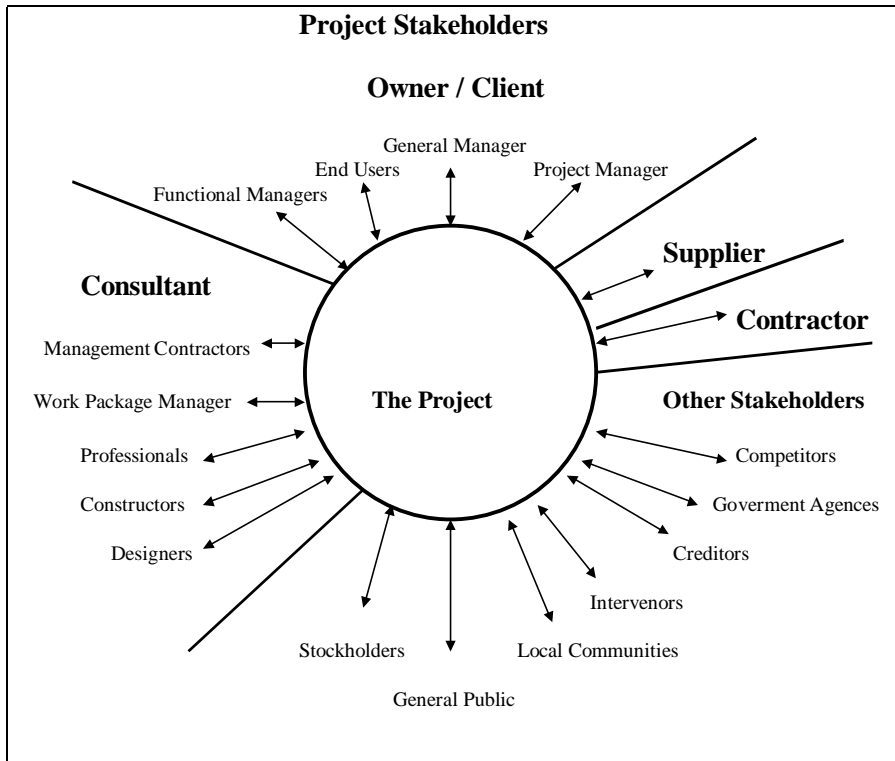 Project Stakeholders
Owner / Client
General Manager
End Users
Project Manager
Functional Managers
Supplier
Consultant
Contractor
Management Contractors
Work Package Manager
The Project
Other Stakeholders
Professionals
Competitors
Constructors
Goverment Agences
Designers
Creditors
Intervenors
Stockholders
Local Communities
General Public